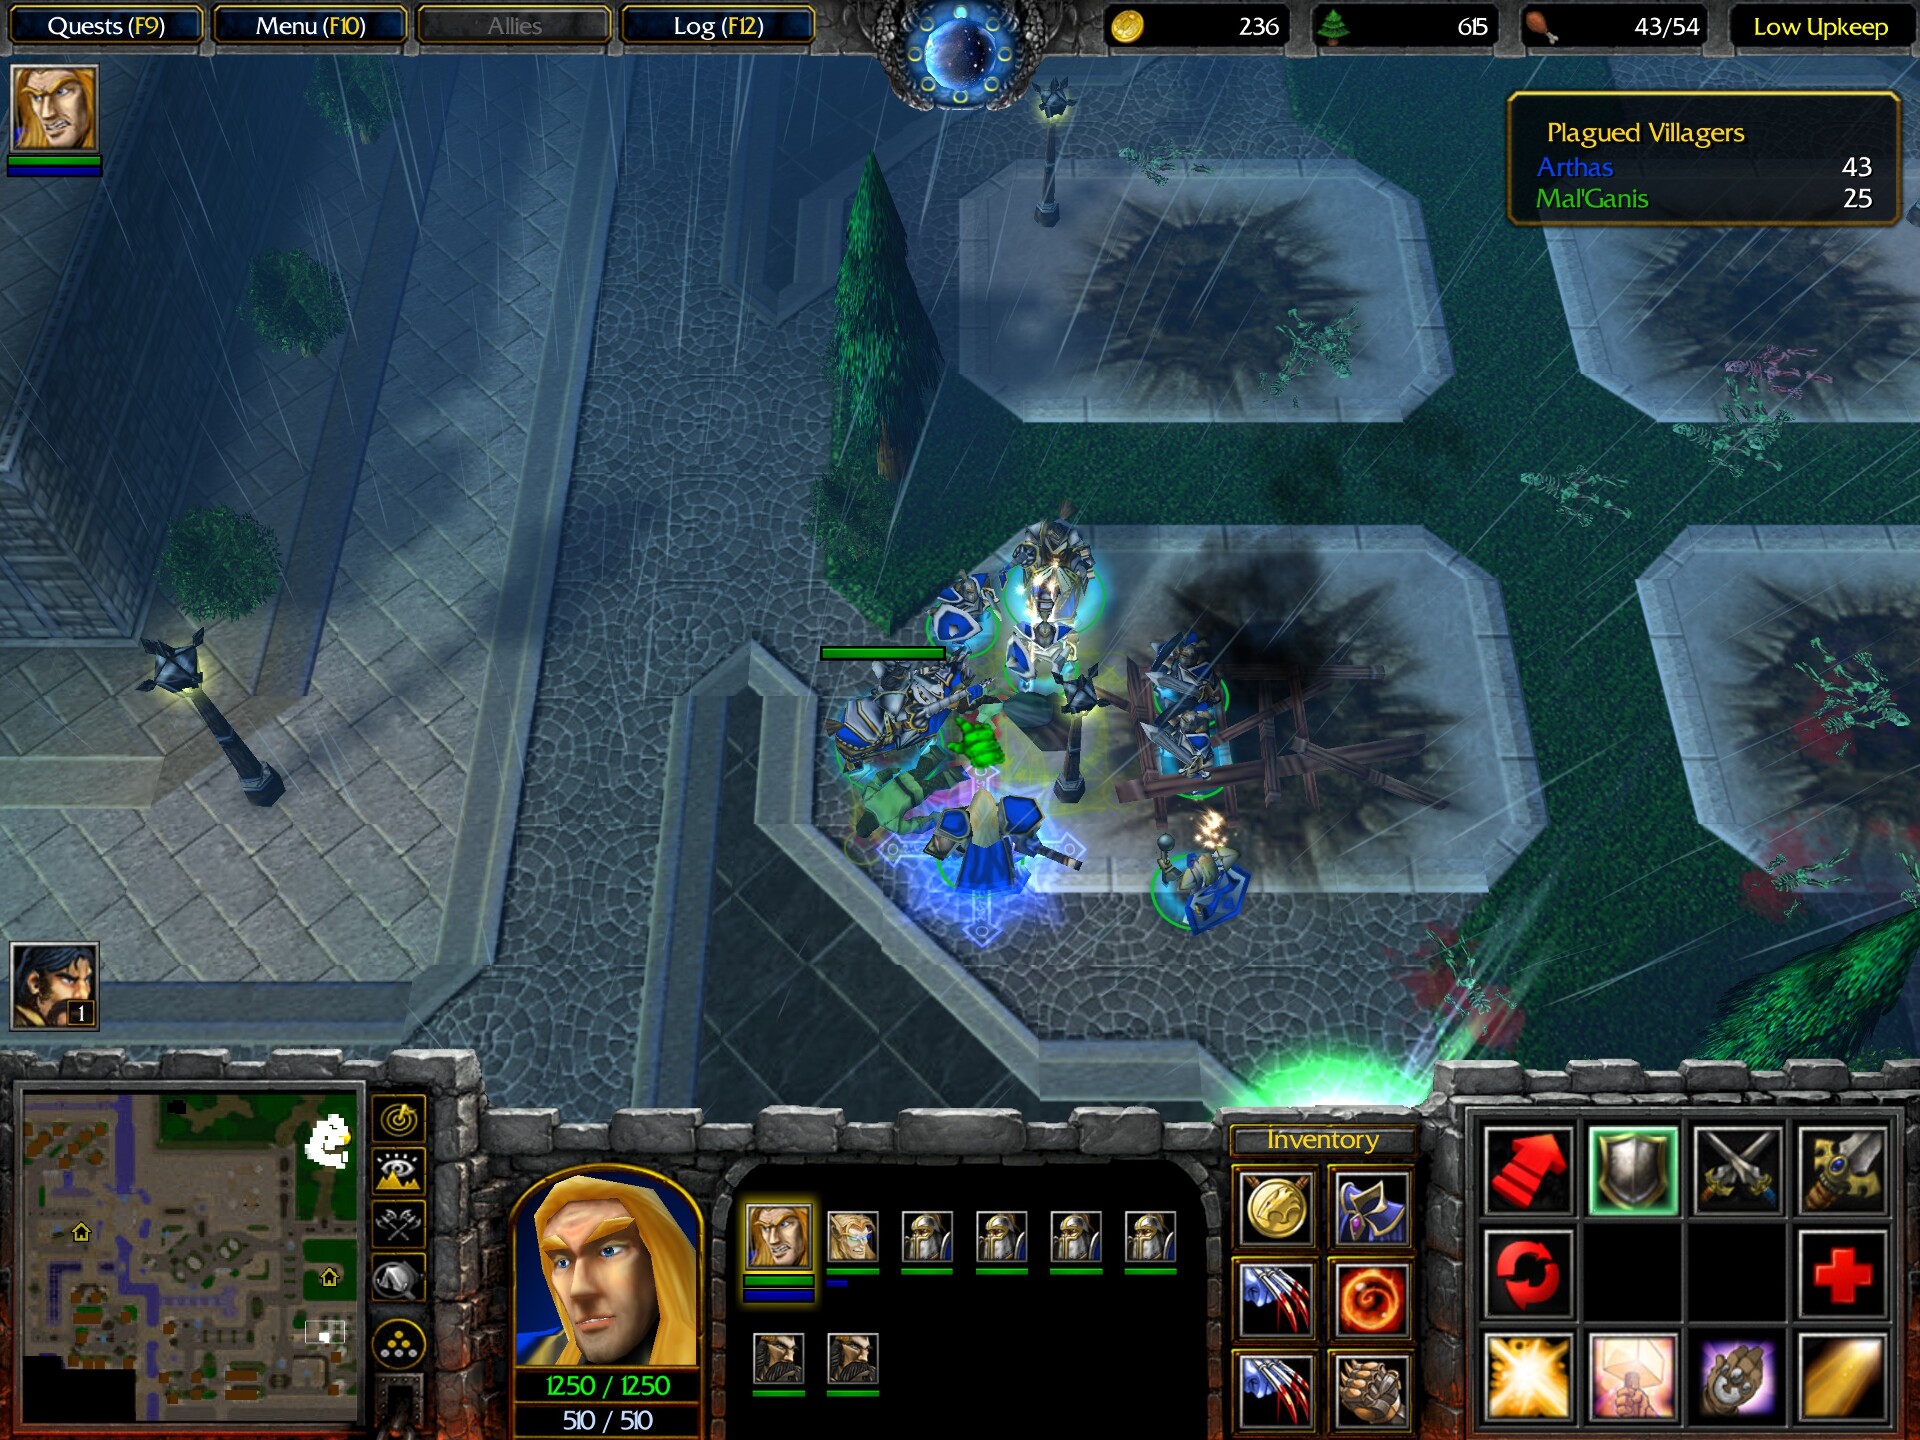 Quests (F9)
Menu (F10)
Allies
Log (F12)
236
615
43/54
Low Upkeep
Plagued Villagers
Arthas 43
Mal'Ganis 25
1
Inventory
1250 / 1250
510 / 510